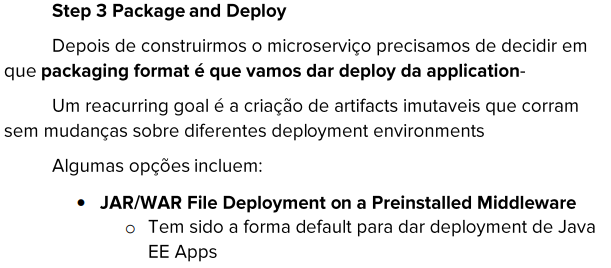 Step 3 Package and Deploy
Depois de construirmos o microserviço precisamos de decidir em
que packaging format é que vamos dar deploy da application-
Um reacurring goal é a criação de artifacts imutaveis que corram
sem mudanças sobre diferentes deployment environments
Algumas opções incluem:
• JAR/WAR File Deployment on a Preinstalled Middleware
o Tem sido a forma default para dar deployment de Java
EE Apps